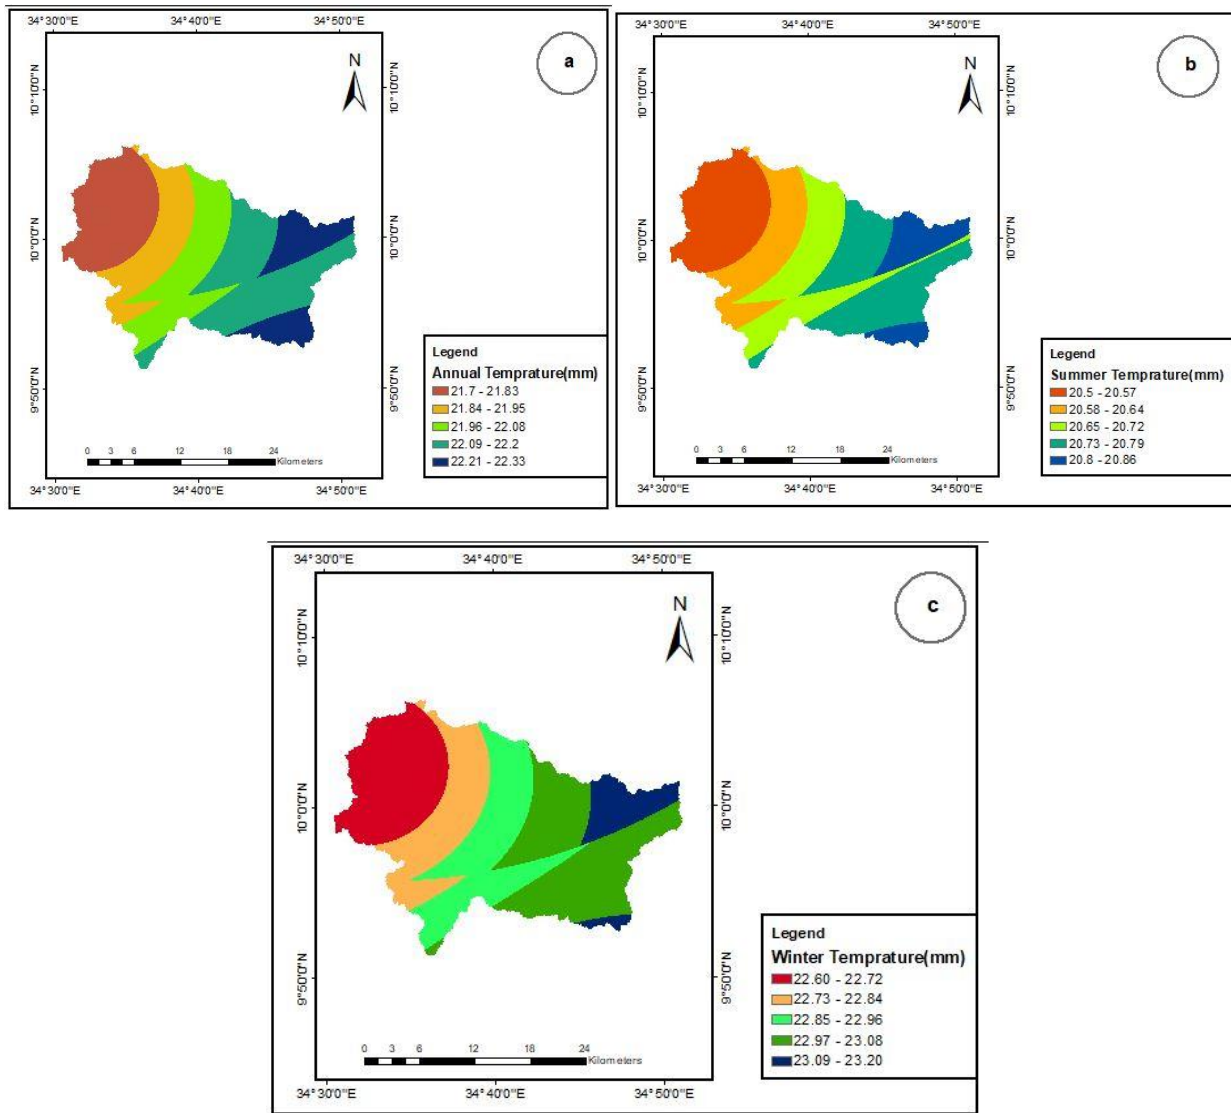 34°30'0"E 34°40'0"E 34°50'0"E
a
N
10°10'0"N 10°10'0"N
10°0'0"N 10°0'0"N
9°50'0"N 9°50'0"N
Legend
Annual Temprature(mm)
21.7 - 21.83
21.84 - 21.95
21.96 - 22.08
22.09 - 22.2
22.21 - 22.33
0 3 6 12 18 24
Kilometers
34°30'0"E 34°40'0"E 34°50'0"E
34°30'0"E 34°40'0"E 34°50'0"E
b
N
10°10'0"N 10°10'0"N
10°0'0"N 10°0'0"N
9°50'0"N 9°50'0"N
Legend
Summer Temprature(mm)
20.5 - 20.57
20.58 - 20.64
20.65 - 20.72
20.73 - 20.79
20.8 - 20.86
0 3 6 12 18 24
Kilometers
34°30'0"E 34°40'0"E 34°50'0"E
34°30'0"E 34°40'0"E 34°50'0"E
c
N
10°10'0"N 10°10'0"N
10°0'0"N 10°0'0"N
9°50'0"N 9°50'0"N
Legend
Winter Temprature(mm)
22.60 - 22.72
22.73 - 22.84
22.85 - 22.96
22.97 - 23.08
23.09 - 23.20
0 3 6 12 18 24
Kilometers
34°30'0"E 34°40'0"E 34°50'0"E